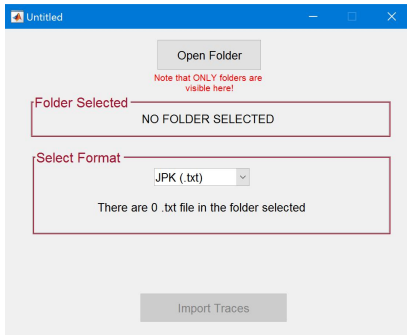 Untitled
Open Folder
Note that ONLY folders are
visible here!
Folder Selected
NO FOLDER SELECTED
Select Format
JPK (.txt)
There are 0 .txt file in the folder selected
Import Traces